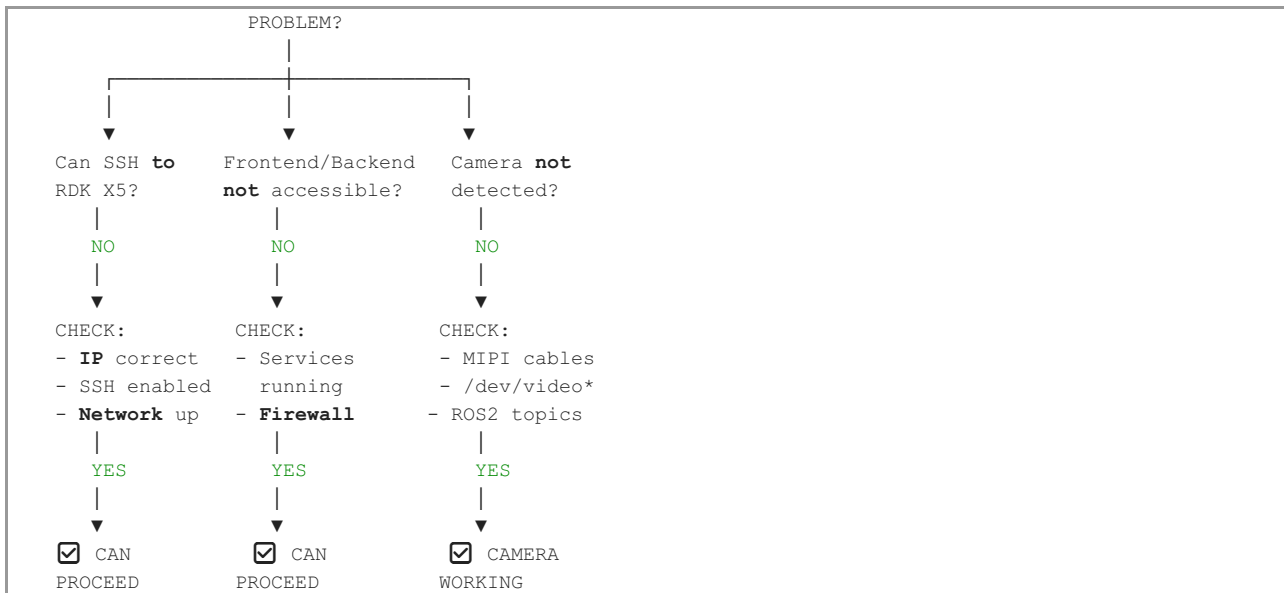 PROBLEM?
Can SSH to Frontend/Backend Camera not
RDK X5? not accessible? detected?
NO NO NO
CHECK: CHECK: CHECK:
- IP correct - Services - MIPI cables
- SSH enabled running - /dev/video*
- Network up - Firewall - ROS2 topics
YES YES YES
☑ CAN ☑ CAN ☑ CAMERA
PROCEED PROCEED WORKING